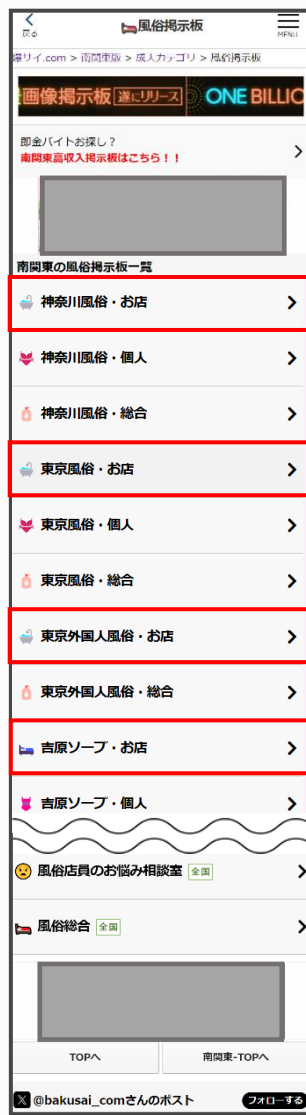 戻る
風俗掲示板
MENU
爆サイ.com > 南関東版 > 成人カテゴリ > 風俗掲示板
画像掲示板 遂にリリース ONE BILLIO
即金バイトお探し？
南関東高収入掲示板はこちら！！
南関東の風俗掲示板一覧
神奈川風俗・お店
神奈川風俗・個人
神奈川風俗・総合
東京風俗・お店
東京風俗・個人
東京風俗・総合
東京外国人風俗・お店
東京外国人風俗・総合
吉原ソープ・お店
吉原ソープ・個人
風俗店員のお悩み相談室 全国
風俗総合 全国
TOPへ
南関東-TOPへ
@bakusai_comさんのポスト
フォローする